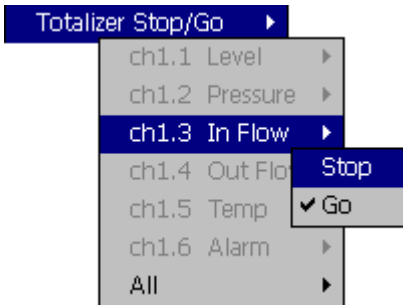 Totalizer Stop/Go
ch1.1 Level
ch1.2 Pressure
ch1.3 In Flow
Stop
ch1.4 Out Flo
Go
ch1.5 Temp
ch1.6 Alarm
All